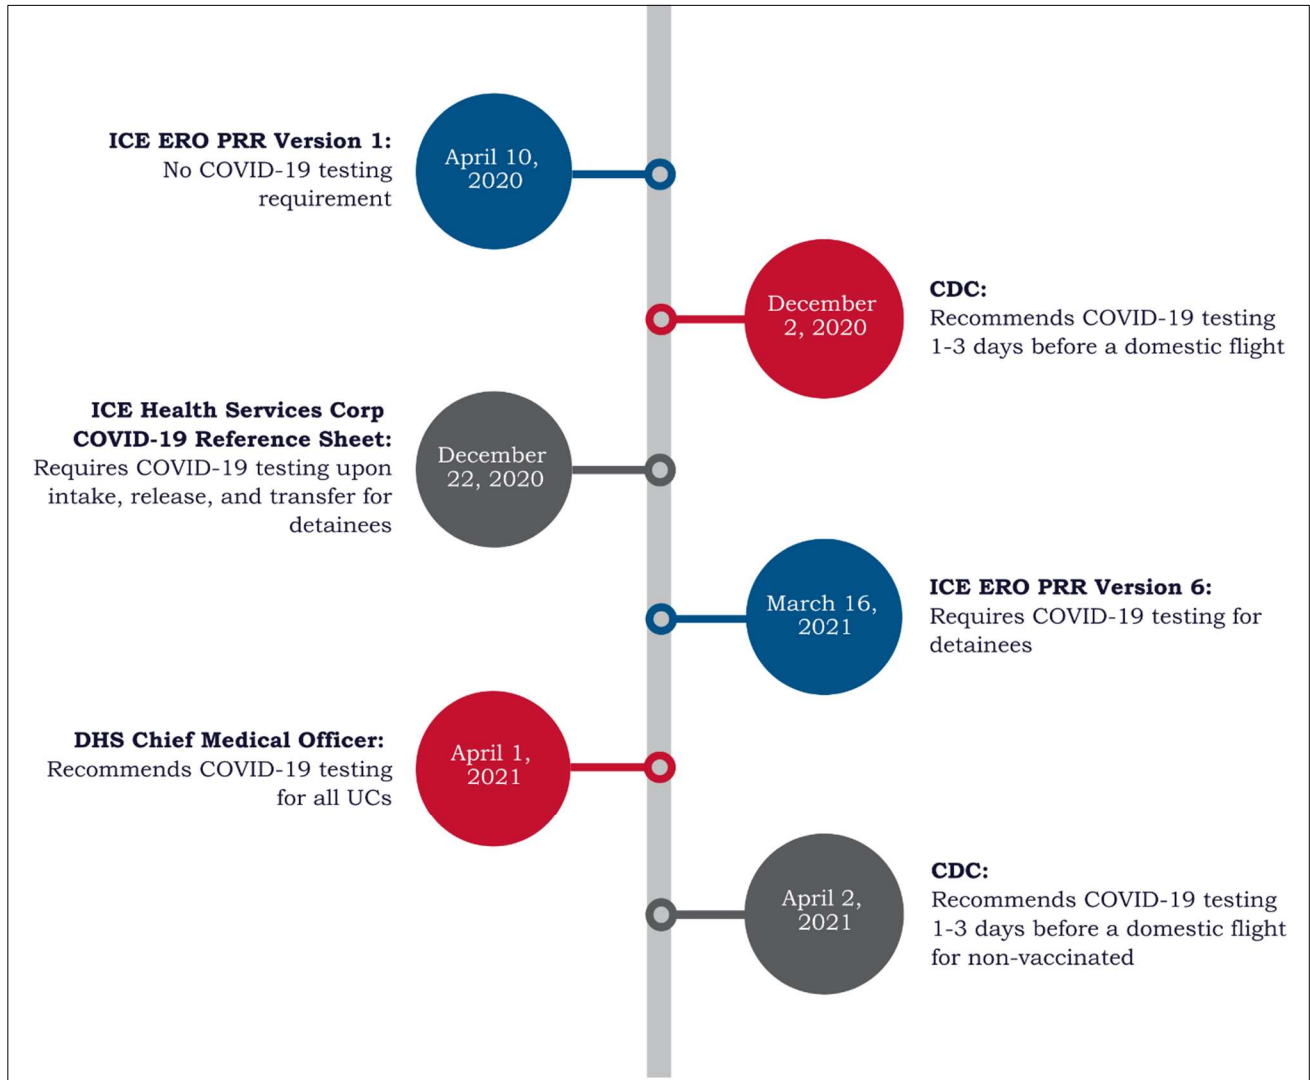 ICE ERO PRR Version 1:
No COVID-19 testing
requirement
April 10,
2020
December
2, 2020
CDC:
Recommends COVID-19 testing
1-3 days before a domestic flight
ICE Health Services Corp
COVID-19 Reference Sheet:
Requires COVID-19 testing upon
intake, release, and transfer for
detainees
December
22, 2020
March 16,
2021
ICE ERO PRR Version 6:
Requires COVID-19 testing for
detainees
DHS Chief Medical Officer:
Recommends COVID-19 testing
for all UCs
April 1,
2021
April 2,
2021
CDC:
Recommends COVID-19 testing
1-3 days before a domestic flight
for non-vaccinated